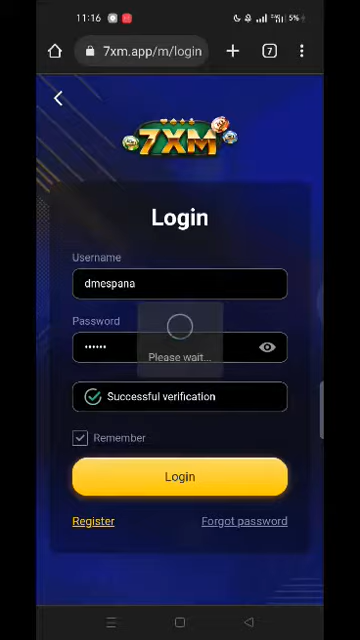 11:16
5%
7xm.app/m/login
7
7XM
Login
Username
dmespana
Password
••••••
Please wait...
Successful verification
Remember
Login
Register
Forgot password